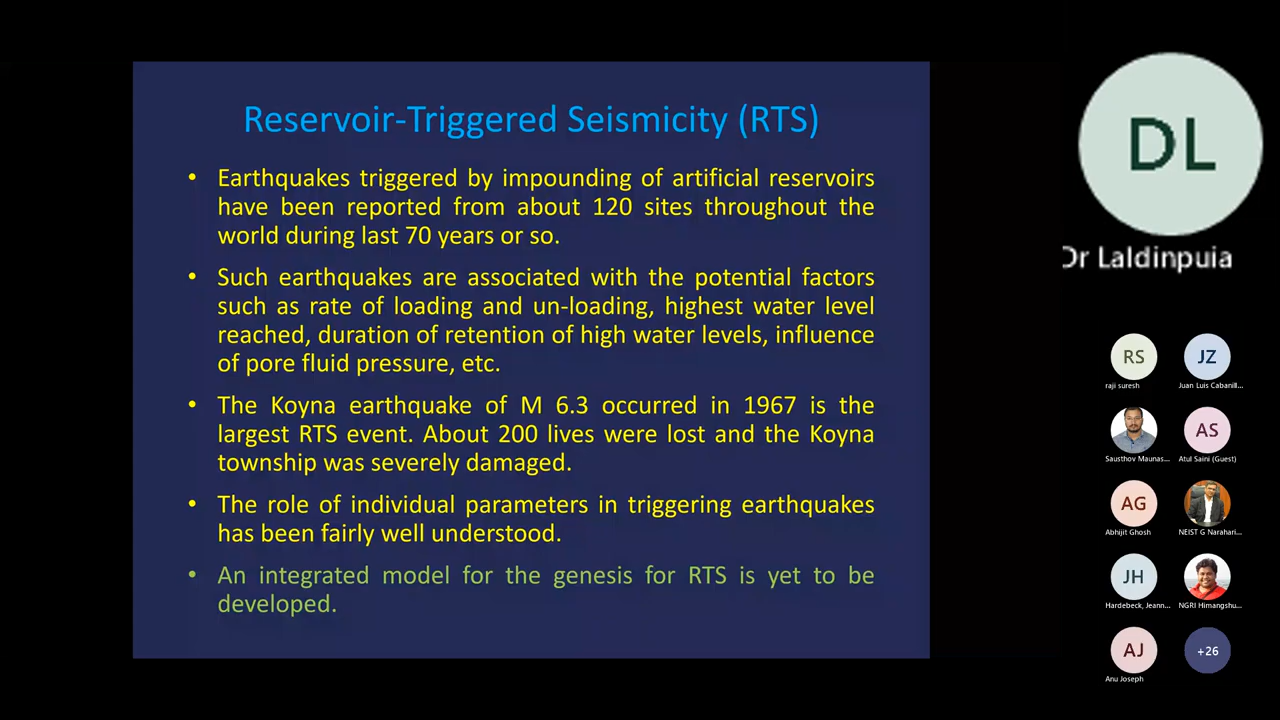 Reservoir-Triggered Seismicity (RTS)
• Earthquakes triggered by impounding of artificial reservoirs
have been reported from about 120 sites throughout the
world during last 70 years or so.
• Such earthquakes are associated with the potential factors
such as rate of loading and un-loading, highest water level
reached, duration of retention of high water levels, influence
of pore fluid pressure, etc.
• The Koyna earthquake of M 6.3 occurred in 1967 is the
largest RTS event. About 200 lives were lost and the Koyna
township was severely damaged.
• The role of individual parameters in triggering earthquakes
has been fairly well understood.
• An integrated model for the genesis for RTS is yet to be
developed.
DL
Dr Laldinpuia
RS
JZ
raji suresh
Juan Luis Cabanill...
AS
Sausthov Maunas...
Atul Saini (Guest)
AG
Abhijit Ghosh
NEIST G Narahari...
JH
Hardebeck, Jeann...
NGRI Himangshu...
AJ
+26
Anu Joseph